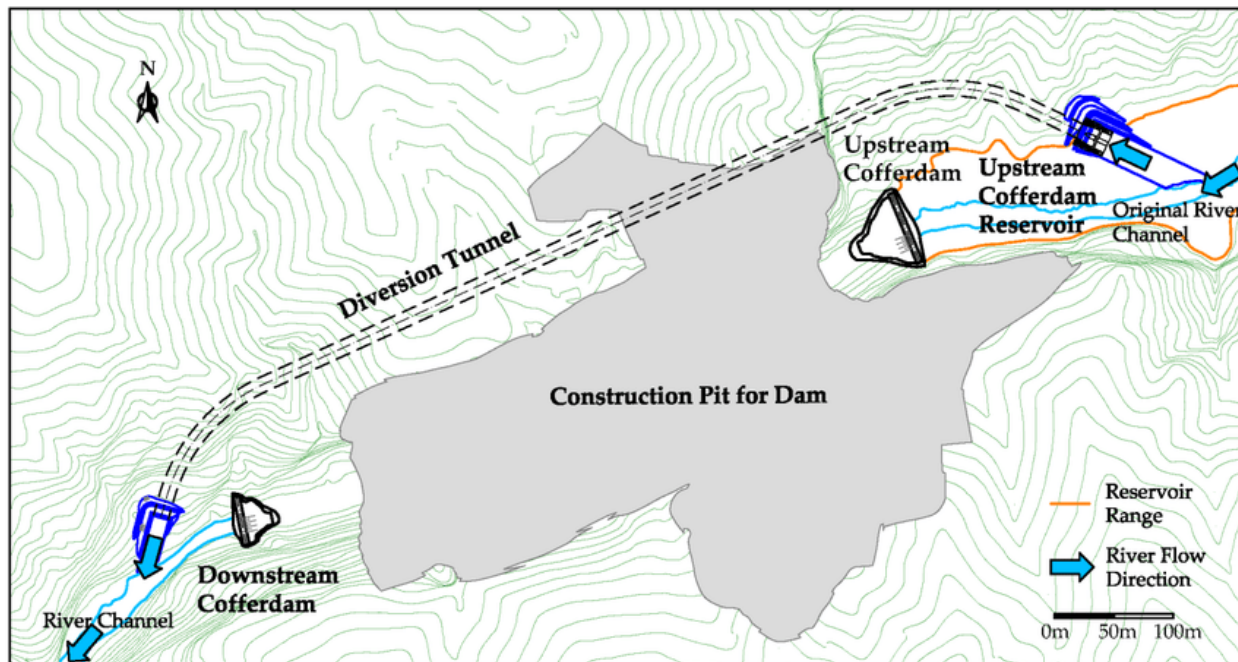 N
Upstream
Cofferdam
Upstream
Cofferdam
Reservoir
Original River
Channel
Diversion Tunnel
Construction Pit for Dam
Downstream
Cofferdam
River Channel
Reservoir
Range
River Flow
Direction
0m 50m 100m